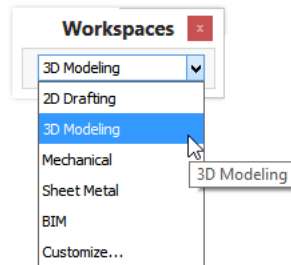 Workspaces x
3D Modeling
2D Drafting
3D Modeling
Mechanical
3D Modeling
Sheet Metal
BIM
Customize...